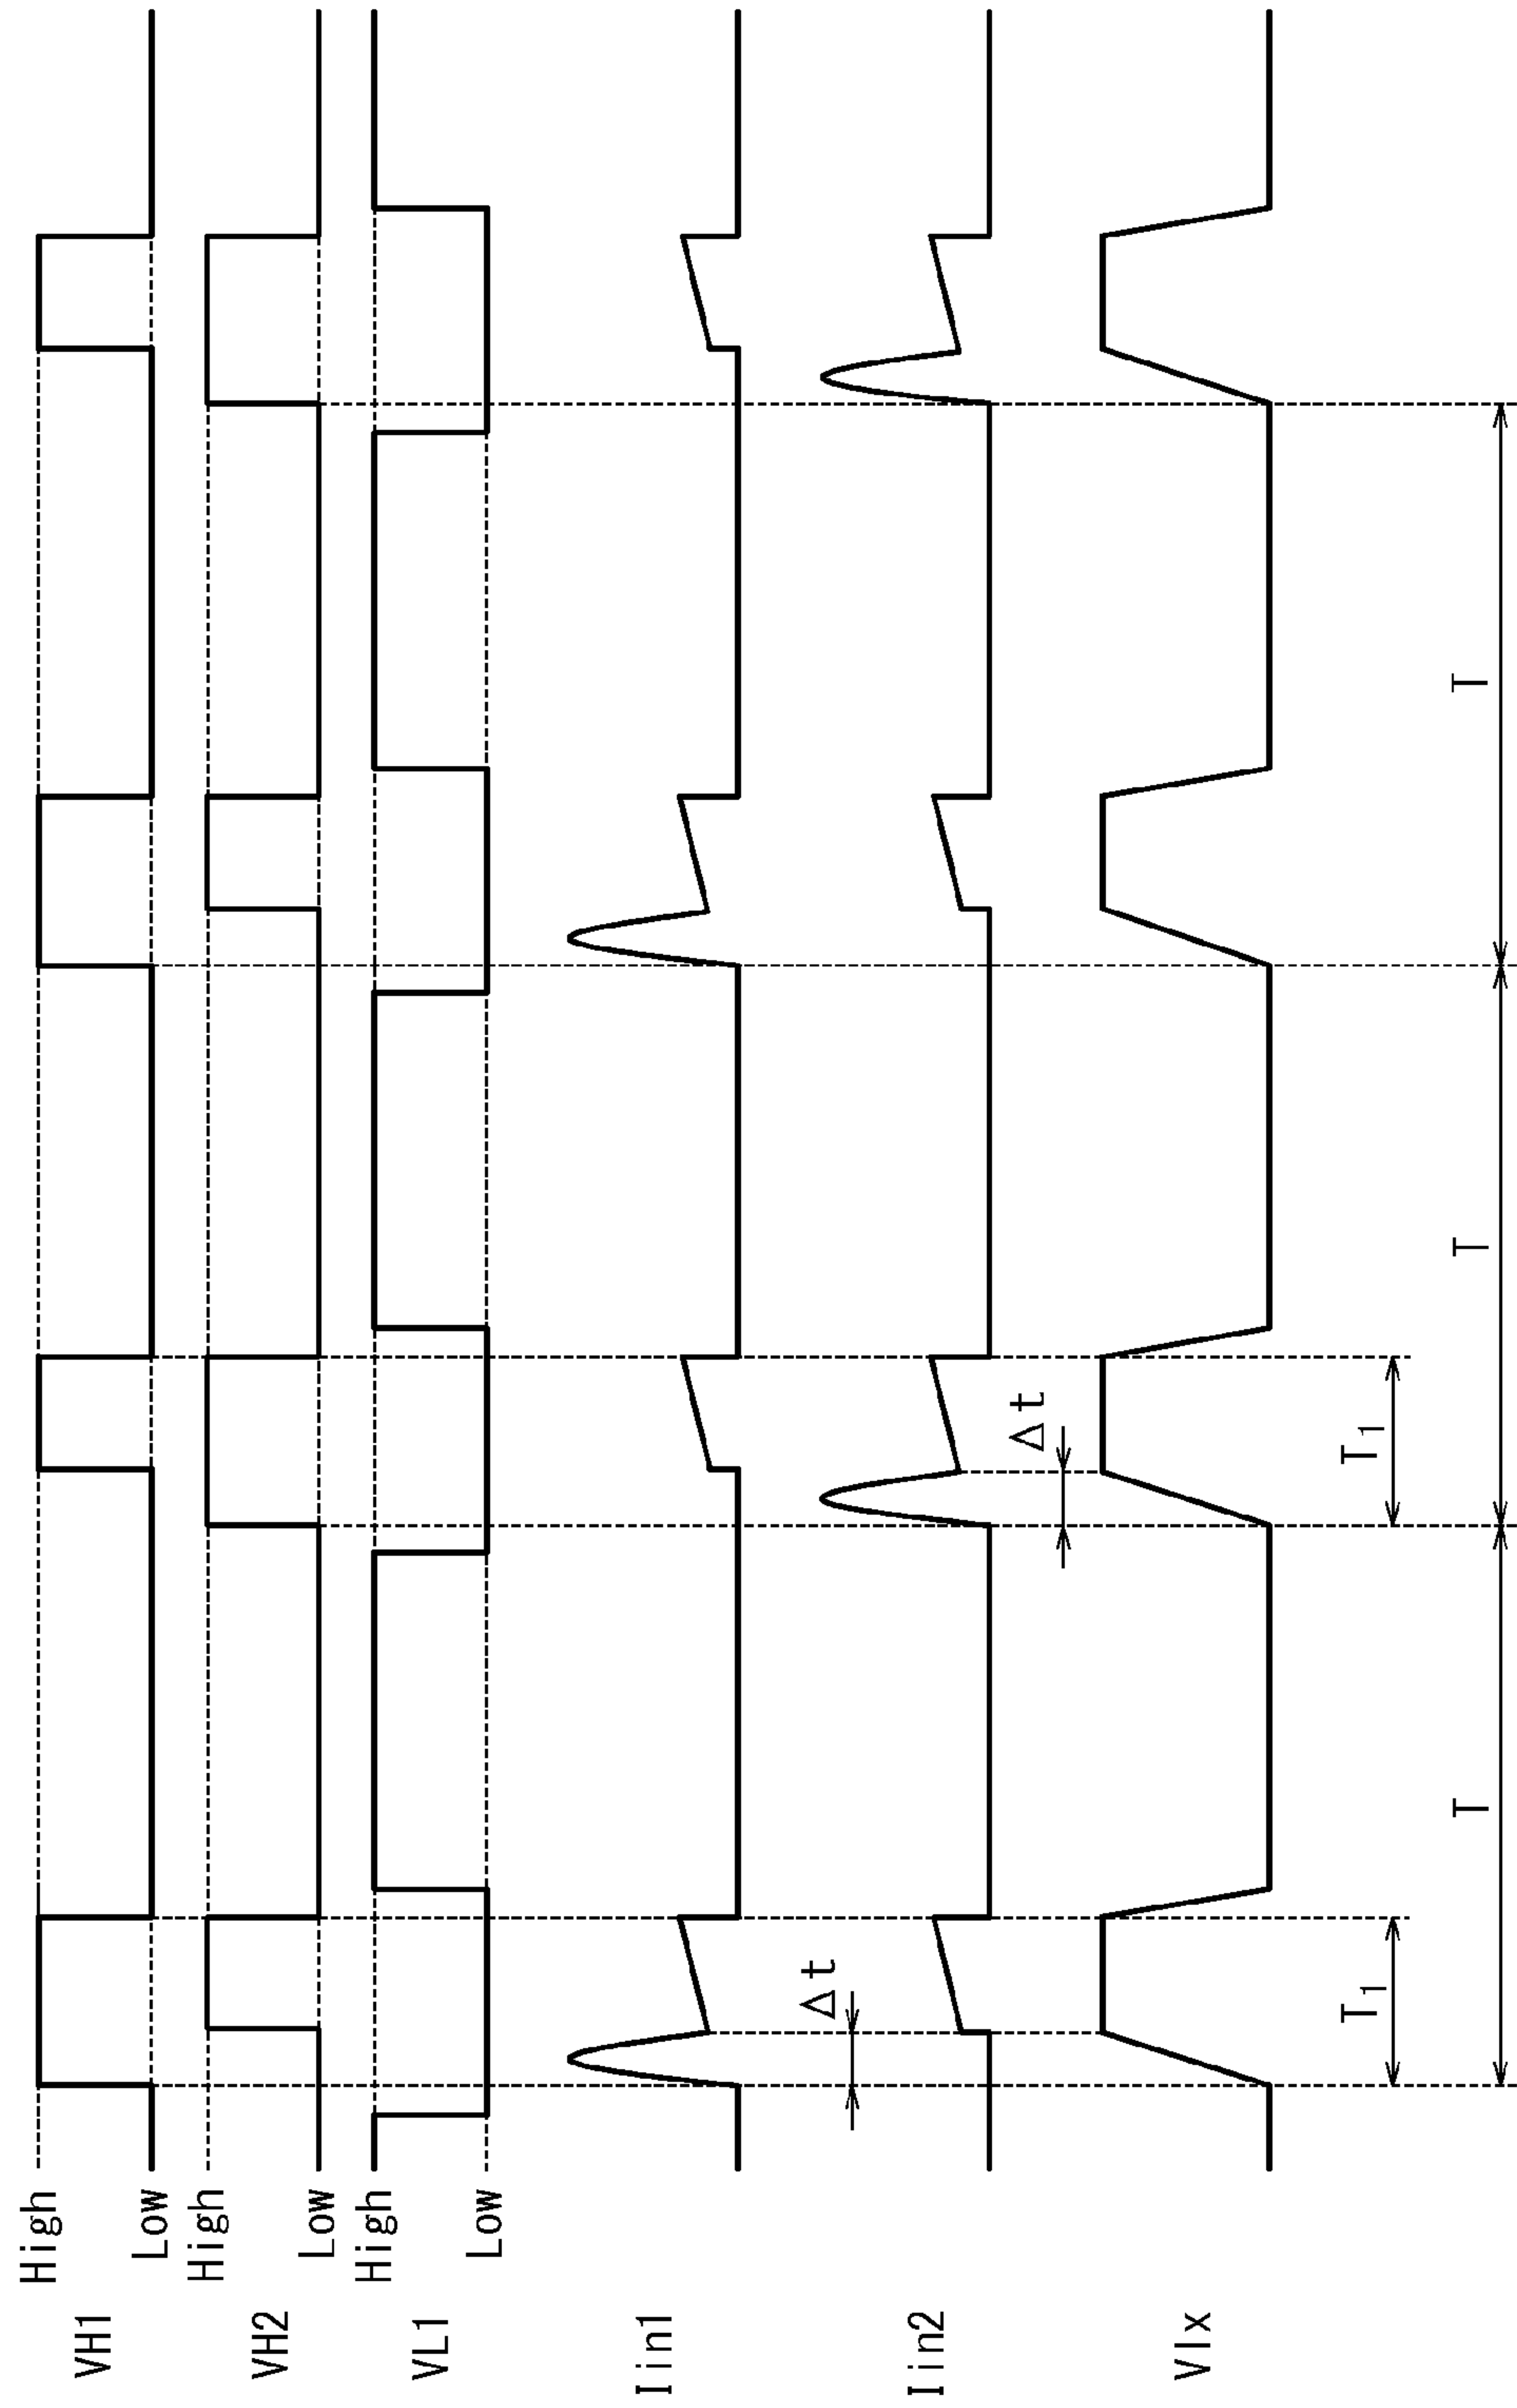 VH1
High
Low
VH2
High
Low
VL1
High
Low
Iin1
Δt
Iin2
Δt
VIx
T1
T1
T
T
T